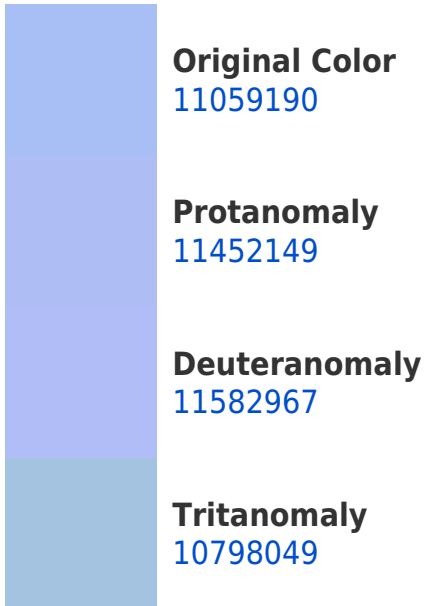 Original Color
11059190
Protanomaly
11452149
Deuteranomaly
11582967
Tritanomaly
10798049